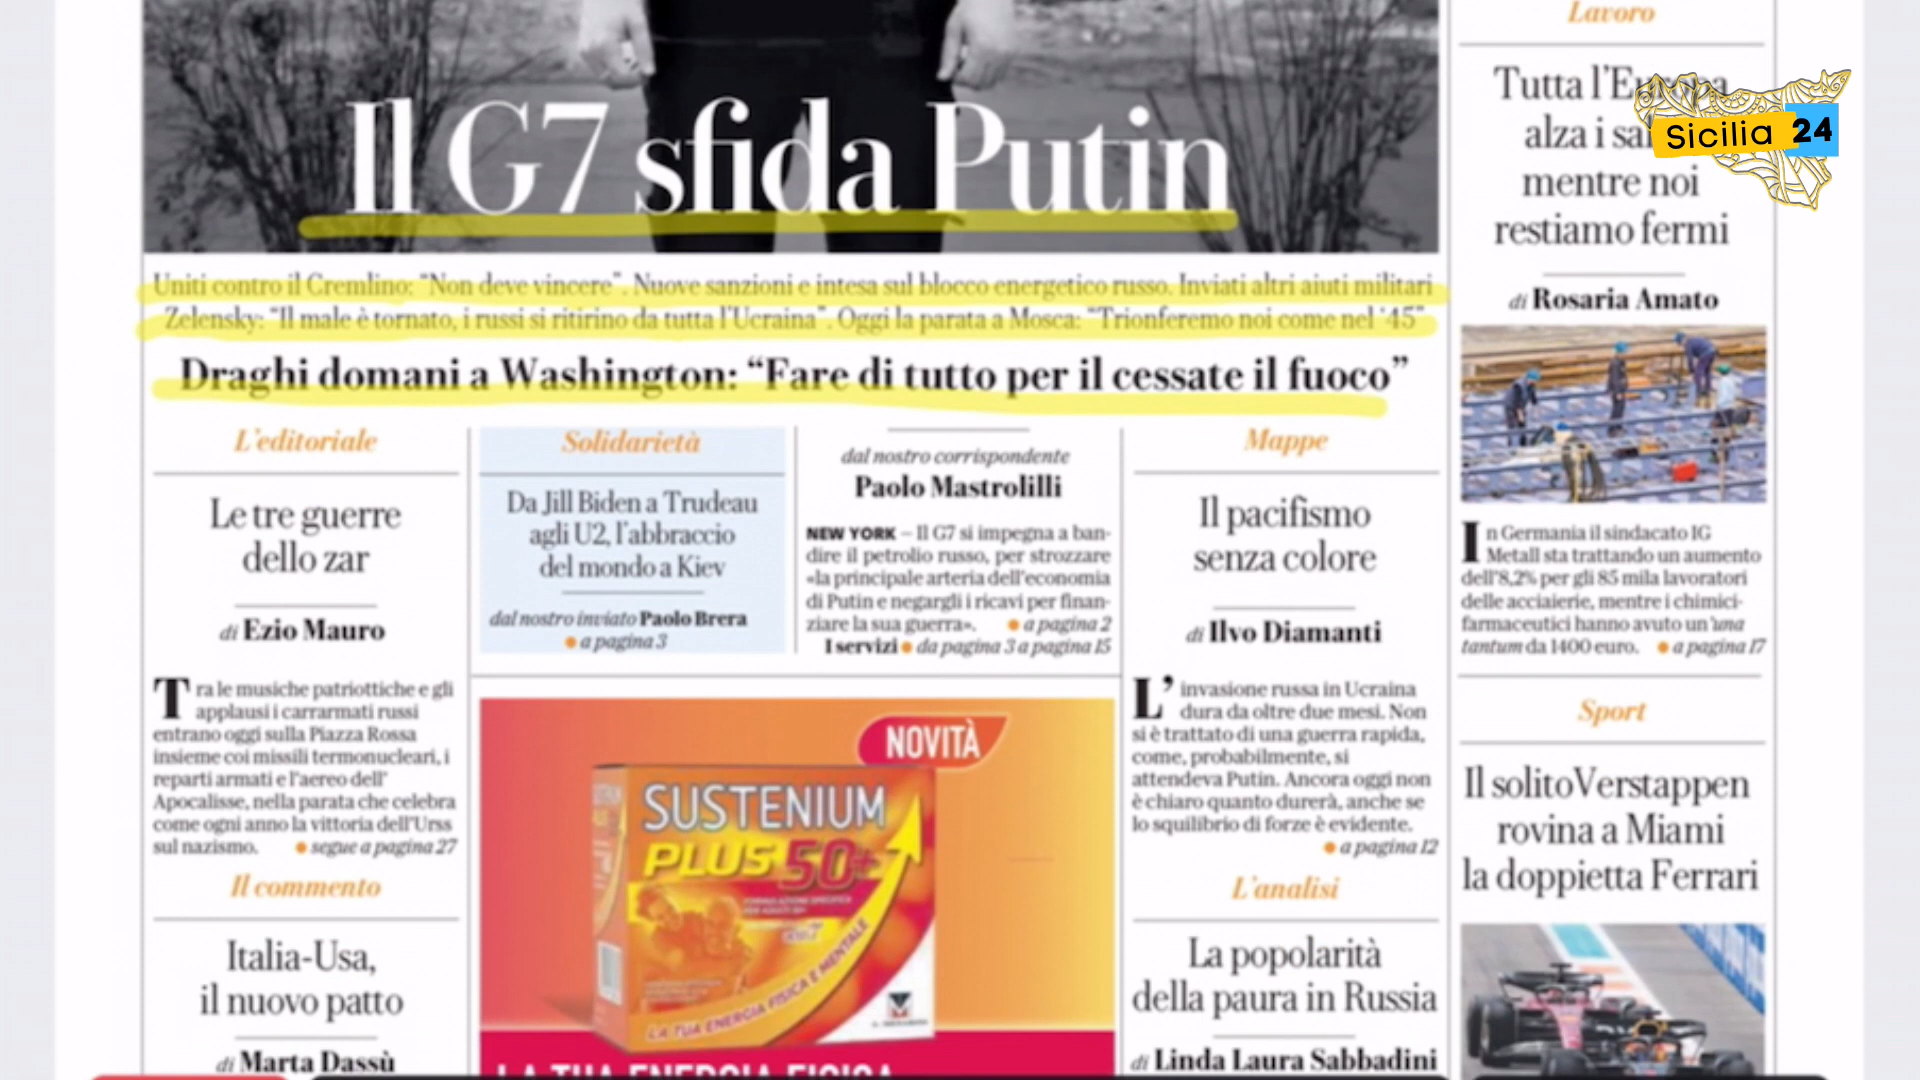 Il G7 sfida Putin
Uniti contro il Cremlino: “Non deve vincere”. Nuove sanzioni e intesa sul blocco energetico russo. Inviati altri aiuti militari
Zelensky: “Il male è tornato, i russi si ritirino da tutta l’Ucraina”. Oggi la parata a Mosca: “Trionferemo noi come nel ‘45”
Draghi domani a Washington: “Fare di tutto per il cessate il fuoco”
L’editoriale
Le tre guerre
dello zar
di Ezio Mauro
Tra le musiche patriottiche e gli
applausi i carrarmati russi
entrano oggi sulla Piazza Rossa
insieme coi missili termonucleari, i
reparti armati e l’aereo dell’
Apocalisse, nella parata che celebra
come ogni anno la vittoria dell’Urss
sul nazismo. ● segue a pagina 27
Il commento
Italia-Usa,
il nuovo patto
di Marta Dassù
Solidarietà
Da Jill Biden a Trudeau
agli U2, l’abbraccio
del mondo a Kiev
dal nostro inviato Paolo Brera
● a pagina 3
dal nostro corrispondente
Paolo Mastrolilli
NEW YORK – Il G7 si impegna a ban-
dire il petrolio russo, per strozzare
«la principale arteria dell’economia
di Putin e negargli i ricavi per finan-
ziare la sua guerra». ● a pagina 2
I servizi ● da pagina 3 a pagina 15
NOVITÀ
SUSTENIUM
PLUS 50+
LA TUA ENERGIA FISICA E MENTALE
LA TUA ENERGIA FISICA
Mappe
Il pacifismo
senza colore
di Ilvo Diamanti
L’invasione russa in Ucraina
dura da oltre due mesi. Non
si è trattato di una guerra rapida,
come, probabilmente, si
attendeva Putin. Ancora oggi non
è chiaro quanto durerà, anche se
lo squilibrio di forze è evidente.
● a pagina 12
L’analisi
La popolarità
della paura in Russia
di Linda Laura Sabbadini
Lavoro
Tutta l’Europa
alza i
mentre noi
restiamo fermi
di Rosaria Amato
In Germania il sindacato IG
Metall sta trattando un aumento
dell’8,2% per gli 85 mila lavoratori
delle acciaierie, mentre i chimici-
farmaceutici hanno avuto un’una
tantum da 1400 euro. ● a pagina 17
Sport
Il solito Verstappen
rovina a Miami
la doppietta Ferrari
Sicilia 24